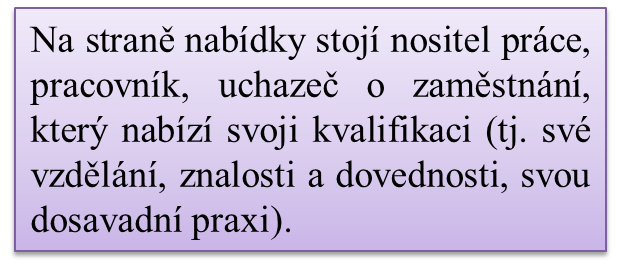 Na straně nabídky stojí nositel práce,
pracovník, uchazeč o zaměstnání,
který nabízí svoji kvalifikaci (tj. své
vzdělání, znalosti a dovednosti, svou
dosavadní praxi).